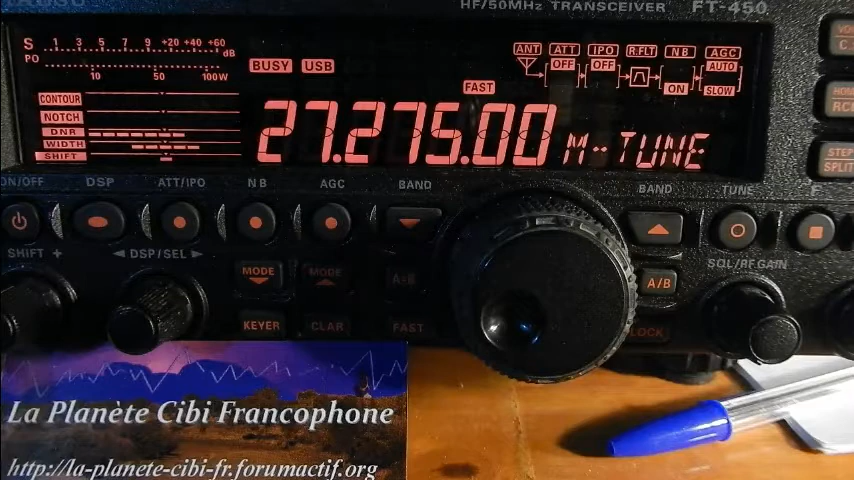 HF/50MHz TRANSCEIVER FT-450
S 1 3 5 7 9 +20 +40 +60 dB
PO 10 50 100W
BUSY USB
FAST
ANT ATT IPO R.FLT NB AGC
OFF OFF AUTO
ON SLOW
CONTOUR
NOTCH
DNR
WIDTH
SHIFT
27.275.00 M--TUNE
STEP
SPLIT
ON/OFF DSP ATT/IPO NB AGC BAND BAND TUNE F
SHIFT + DSP/SEL SQL/RF GAIN
MODE MODE A=B A/B
KEYER CLAR FAST LOCK
La Planète Cibi Francophone
http://la-planete-cibi-fr.forumactif.org